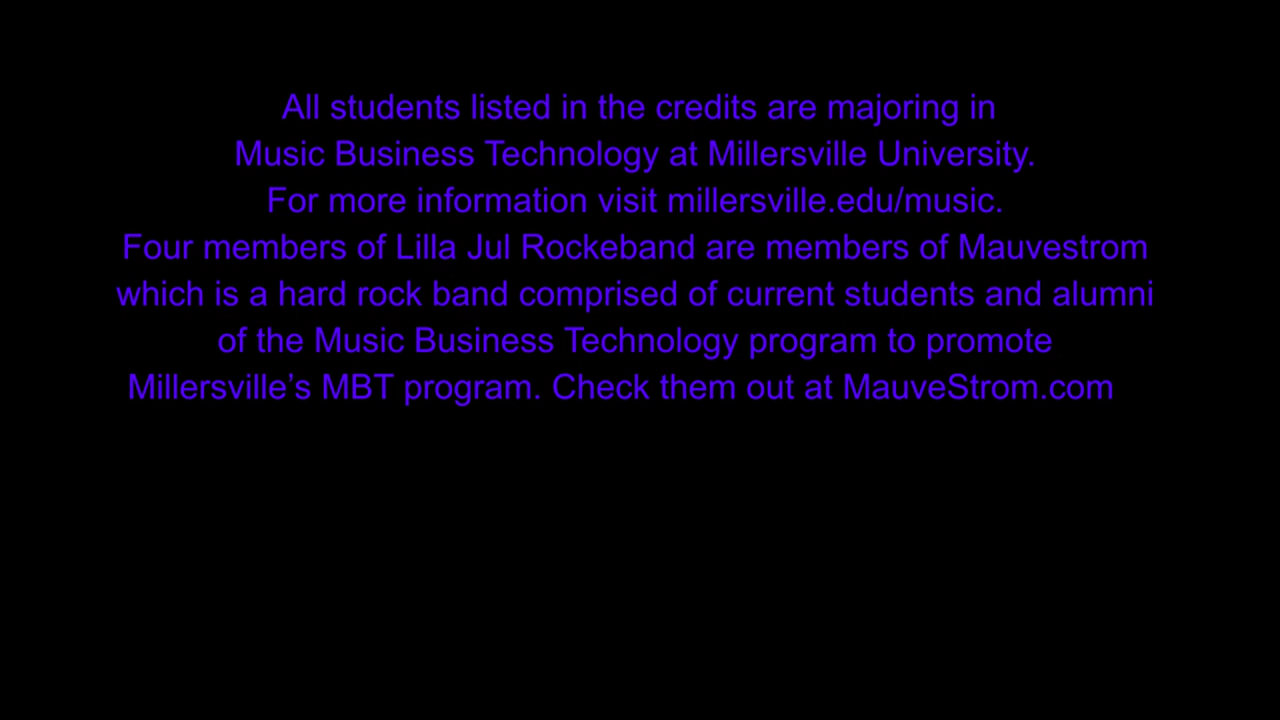 All students listed in the credits are majoring in
Music Business Technology at Millersville University.
For more information visit millersville.edu/music.
Four members of Lilla Jul Rockeband are members of Mauvestrom
which is a hard rock band comprised of current students and alumni
of the Music Business Technology program to promote
Millersville’s MBT program. Check them out at MauveStrom.com